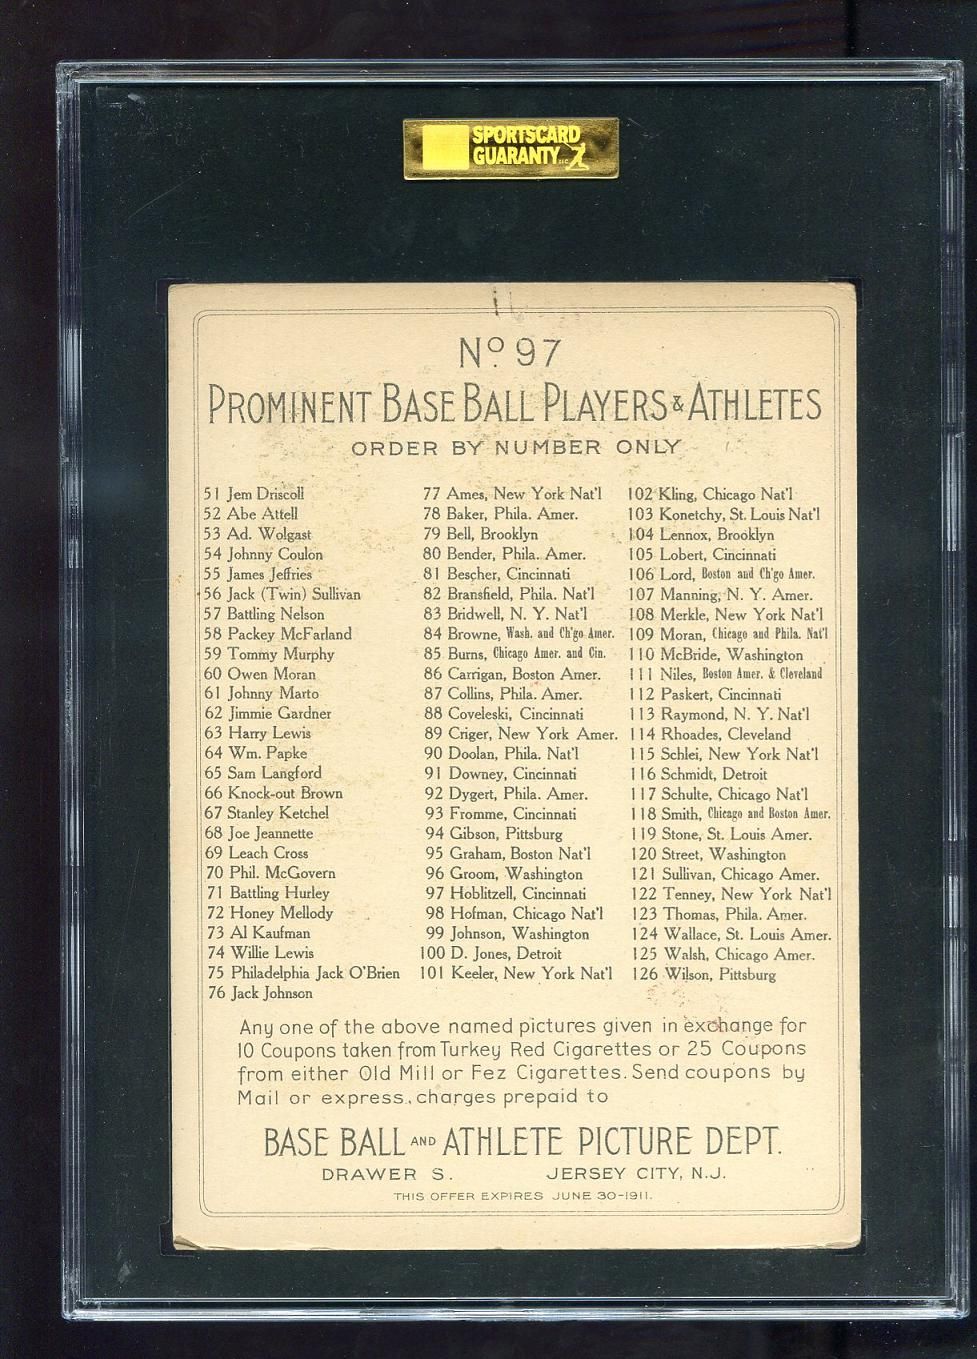 SPORTSCARD
GUARANTY LLC
No. 97
PROMINENT BASE BALL PLAYERS & ATHLETES
ORDER BY NUMBER ONLY
51 Jem Driscoll
52 Abe Attell
53 Ad. Wolgast
54 Johnny Coulon
55 James Jeffries
56 Jack (Twin) Sullivan
57 Battling Nelson
58 Packey McFarland
59 Tommy Murphy
60 Owen Moran
61 Johnny Marto
62 Jimmie Gardner
63 Harry Lewis
64 Wm. Papke
65 Sam Langford
66 Knock-out Brown
67 Stanley Ketchel
68 Joe Jeannette
69 Leach Cross
70 Phil. McGovern
71 Battling Hurley
72 Honey Mellody
73 Al Kaufman
74 Willie Lewis
75 Philadelphia Jack O'Brien
76 Jack Johnson
77 Ames, New York Nat'l
78 Baker, Phila. Amer.
79 Bell, Brooklyn
80 Bender, Phila. Amer.
81 Bescher, Cincinnati
82 Bransfield, Phila. Nat'l
83 Bridwell, N. Y. Nat'l
84 Browne, Wash. and Ch'go Amer.
85 Burns, Chicago Amer. and Cin.
86 Carrigan, Boston Amer.
87 Collins, Phila. Amer.
88 Coveleski, Cincinnati
89 Criger, New York Amer.
90 Doolan, Phila. Nat'l
91 Downey, Cincinnati
92 Dygert, Phila. Amer.
93 Fromme, Cincinnati
94 Gibson, Pittsburg
95 Graham, Boston Nat'l
96 Groom, Washington
97 Hoblitzell, Cincinnati
98 Hofman, Chicago Nat'l
99 Johnson, Washington
100 D. Jones, Detroit
101 Keeler, New York Nat'l
102 Kling, Chicago Nat'l
103 Konetchy, St. Louis Nat'l
104 Lennox, Brooklyn
105 Lobert, Cincinnati
106 Lord, Boston and Ch'go Amer.
107 Manning, N. Y. Amer.
108 Merkle, New York Nat'l
109 Moran, Chicago and Phila. Nat'l
110 McBride, Washington
111 Niles, Boston Amer. & Cleveland
112 Paskert, Cincinnati
113 Raymond, N. Y. Nat'l
114 Rhoades, Cleveland
115 Schlei, New York Nat'l
116 Schmidt, Detroit
117 Schulte, Chicago Nat'l
118 Smith, Chicago and Boston Amer.
119 Stone, St. Louis Amer.
120 Street, Washington
121 Sullivan, Chicago Amer.
122 Tenney, New York Nat'l
123 Thomas, Phila. Amer.
124 Wallace, St. Louis Amer.
125 Walsh, Chicago Amer.
126 Wilson, Pittsburg
Any one of the above named pictures given in exchange for
10 Coupons taken from Turkey Red Cigarettes or 25 Coupons
from either Old Mill or Fez Cigarettes. Send coupons by
Mail or express, charges prepaid to
BASE BALL AND ATHLETE PICTURE DEPT.
DRAWER S. JERSEY CITY, N.J.
THIS OFFER EXPIRES JUNE 30-1911.